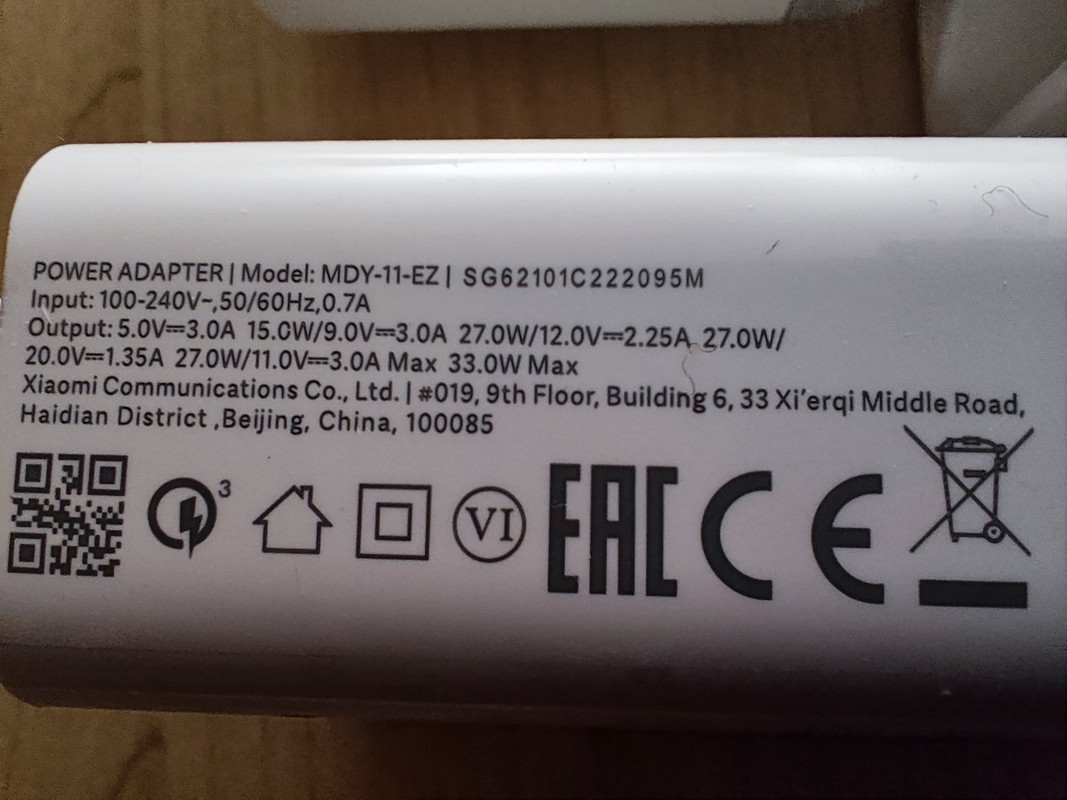 POWER ADAPTER | Model: MDY-11-EZ | SG62101C222095M
Input: 100-240V~,50/60Hz,0.7A
Output: 5.0V⎓3.0A 15.0W/9.0V⎓3.0A 27.0W/12.0V⎓2.25A 27.0W/
20.0V⎓1.35A 27.0W/11.0V⎓3.0A Max 33.0W Max
Xiaomi Communications Co., Ltd. | #019, 9th Floor, Building 6, 33 Xi’erqi Middle Road,
Haidian District ,Beijing, China, 100085
3 VI EAC CE